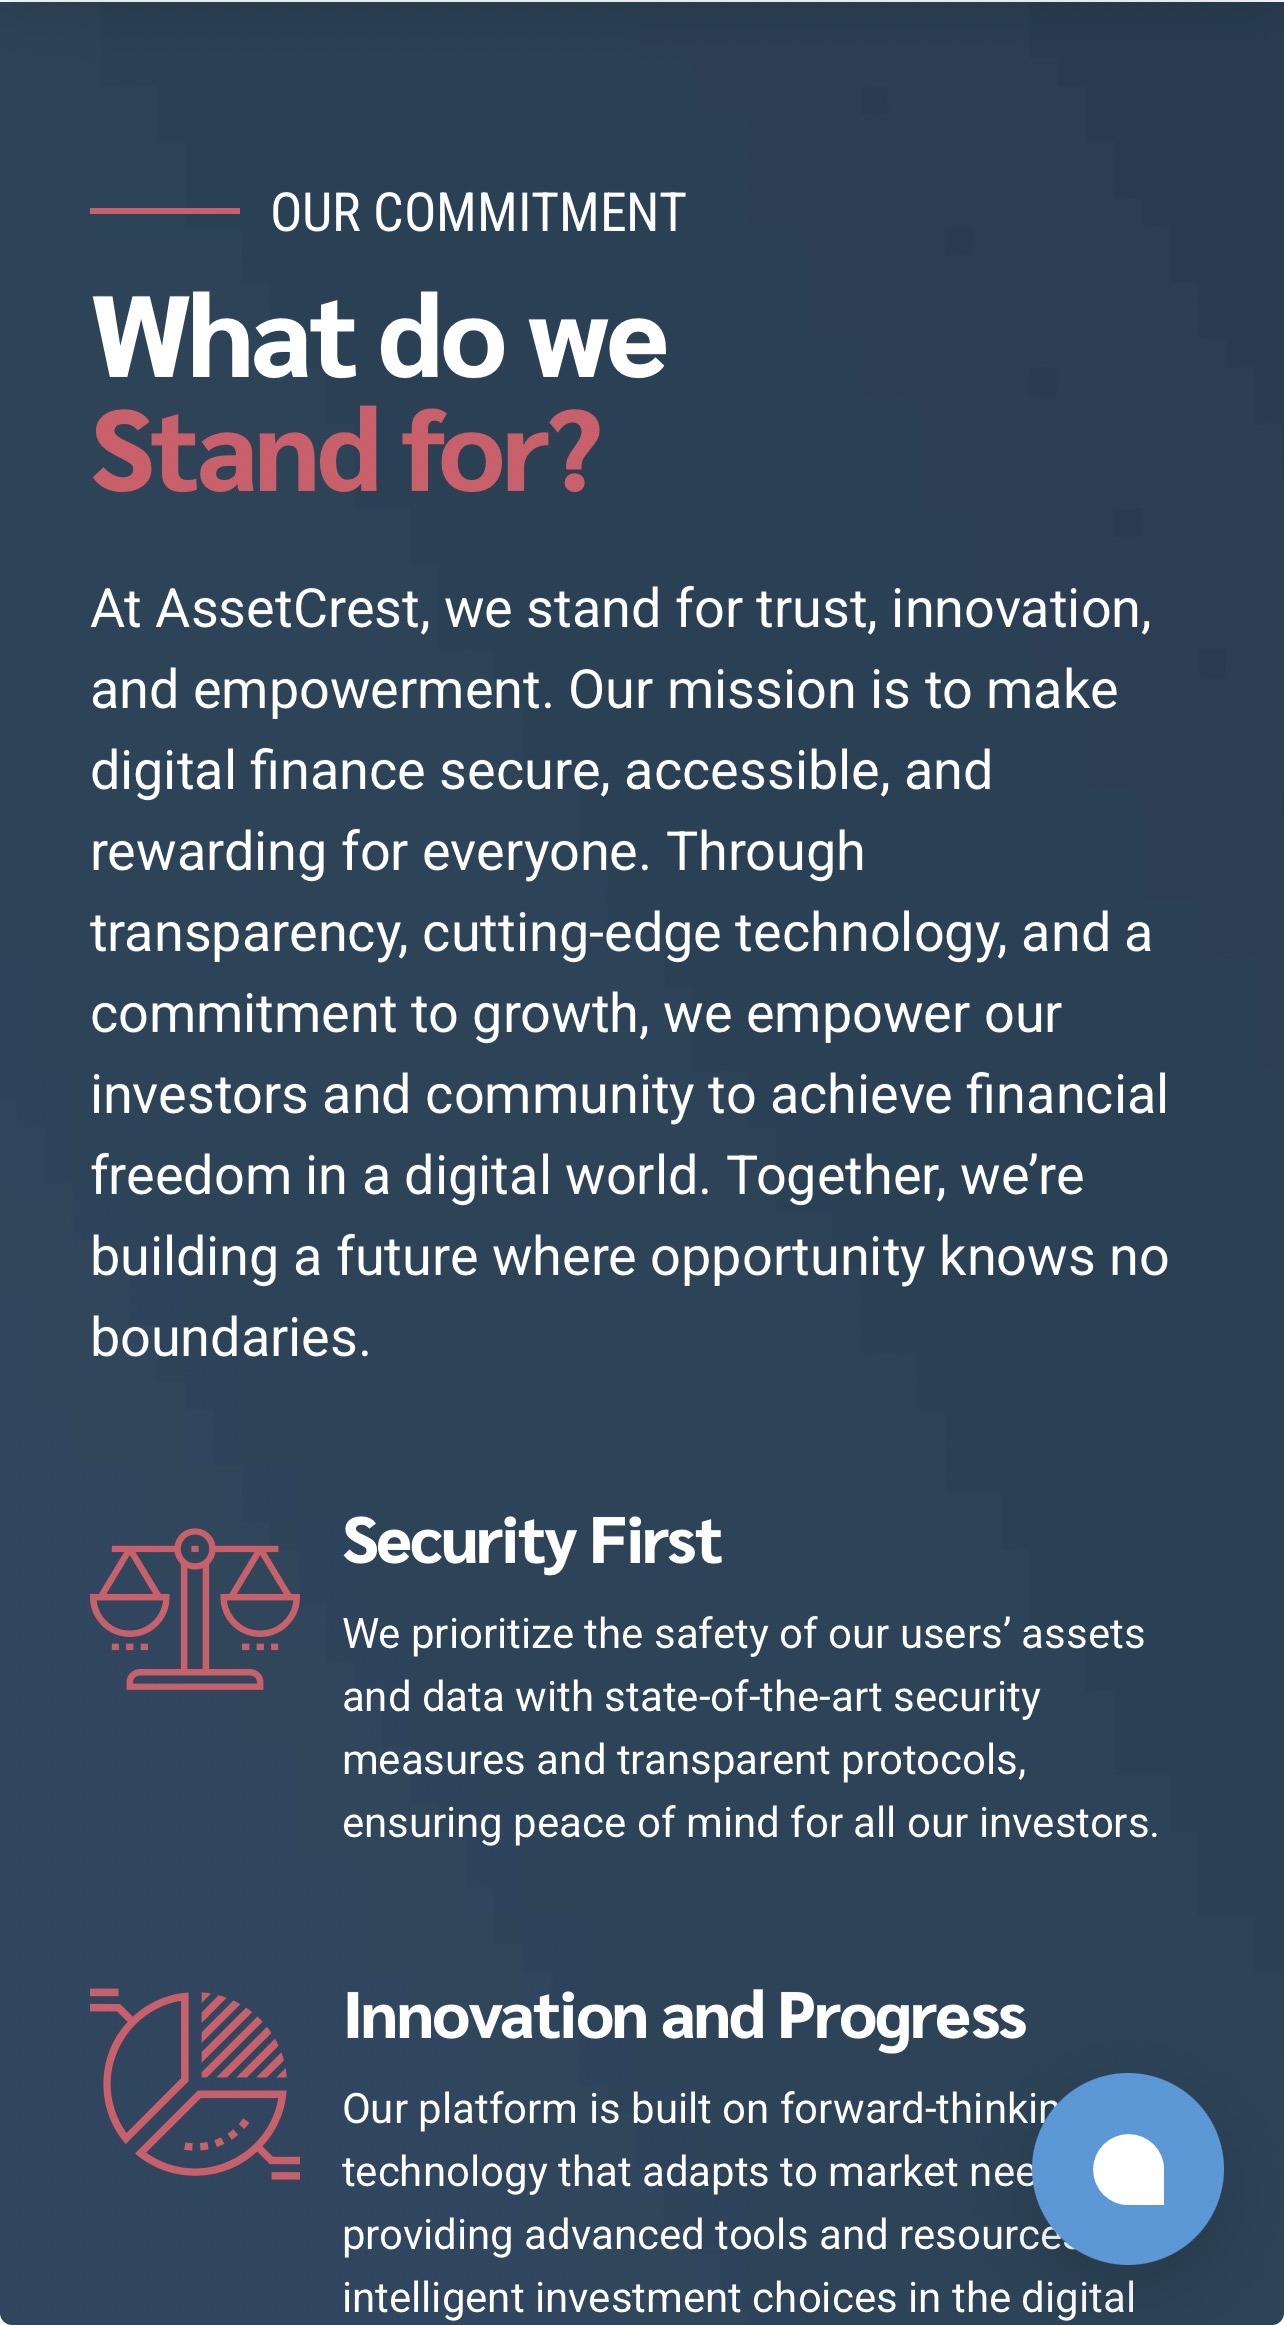 OUR COMMITMENT
What do we
Stand for?
At AssetCrest, we stand for trust, innovation,
and empowerment. Our mission is to make
digital finance secure, accessible, and
rewarding for everyone. Through
transparency, cutting-edge technology, and a
commitment to growth, we empower our
investors and community to achieve financial
freedom in a digital world. Together, we’re
building a future where opportunity knows no
boundaries.
Security First
We prioritize the safety of our users’ assets
and data with state-of-the-art security
measures and transparent protocols,
ensuring peace of mind for all our investors.
Innovation and Progress
Our platform is built on
technology that adapts to market
providing advanced tools and
intelligent investment choices in the digital